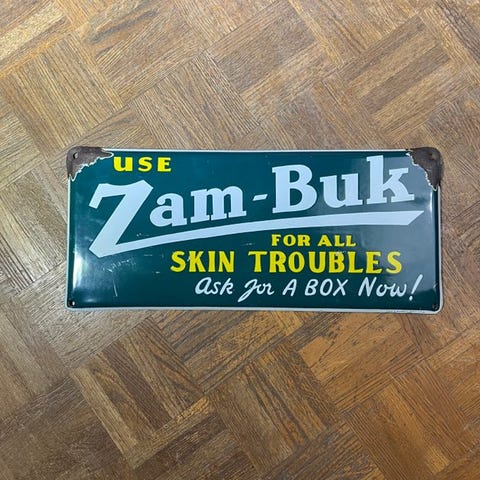 USE
Zam-Buk
FOR ALL
SKIN TROUBLES
Ask for A BOX Now!